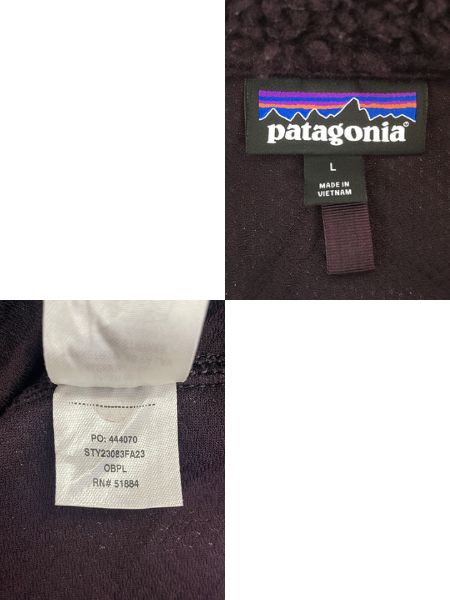 patagonia®
L
MADE IN
VIETNAM
PO: 444070
STY23083FA23
OBPL
RN# 51884